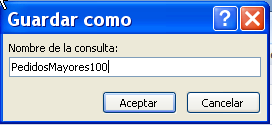 Guardar como
Nombre de la consulta:
PedidosMayores100
Aceptar
Cancelar